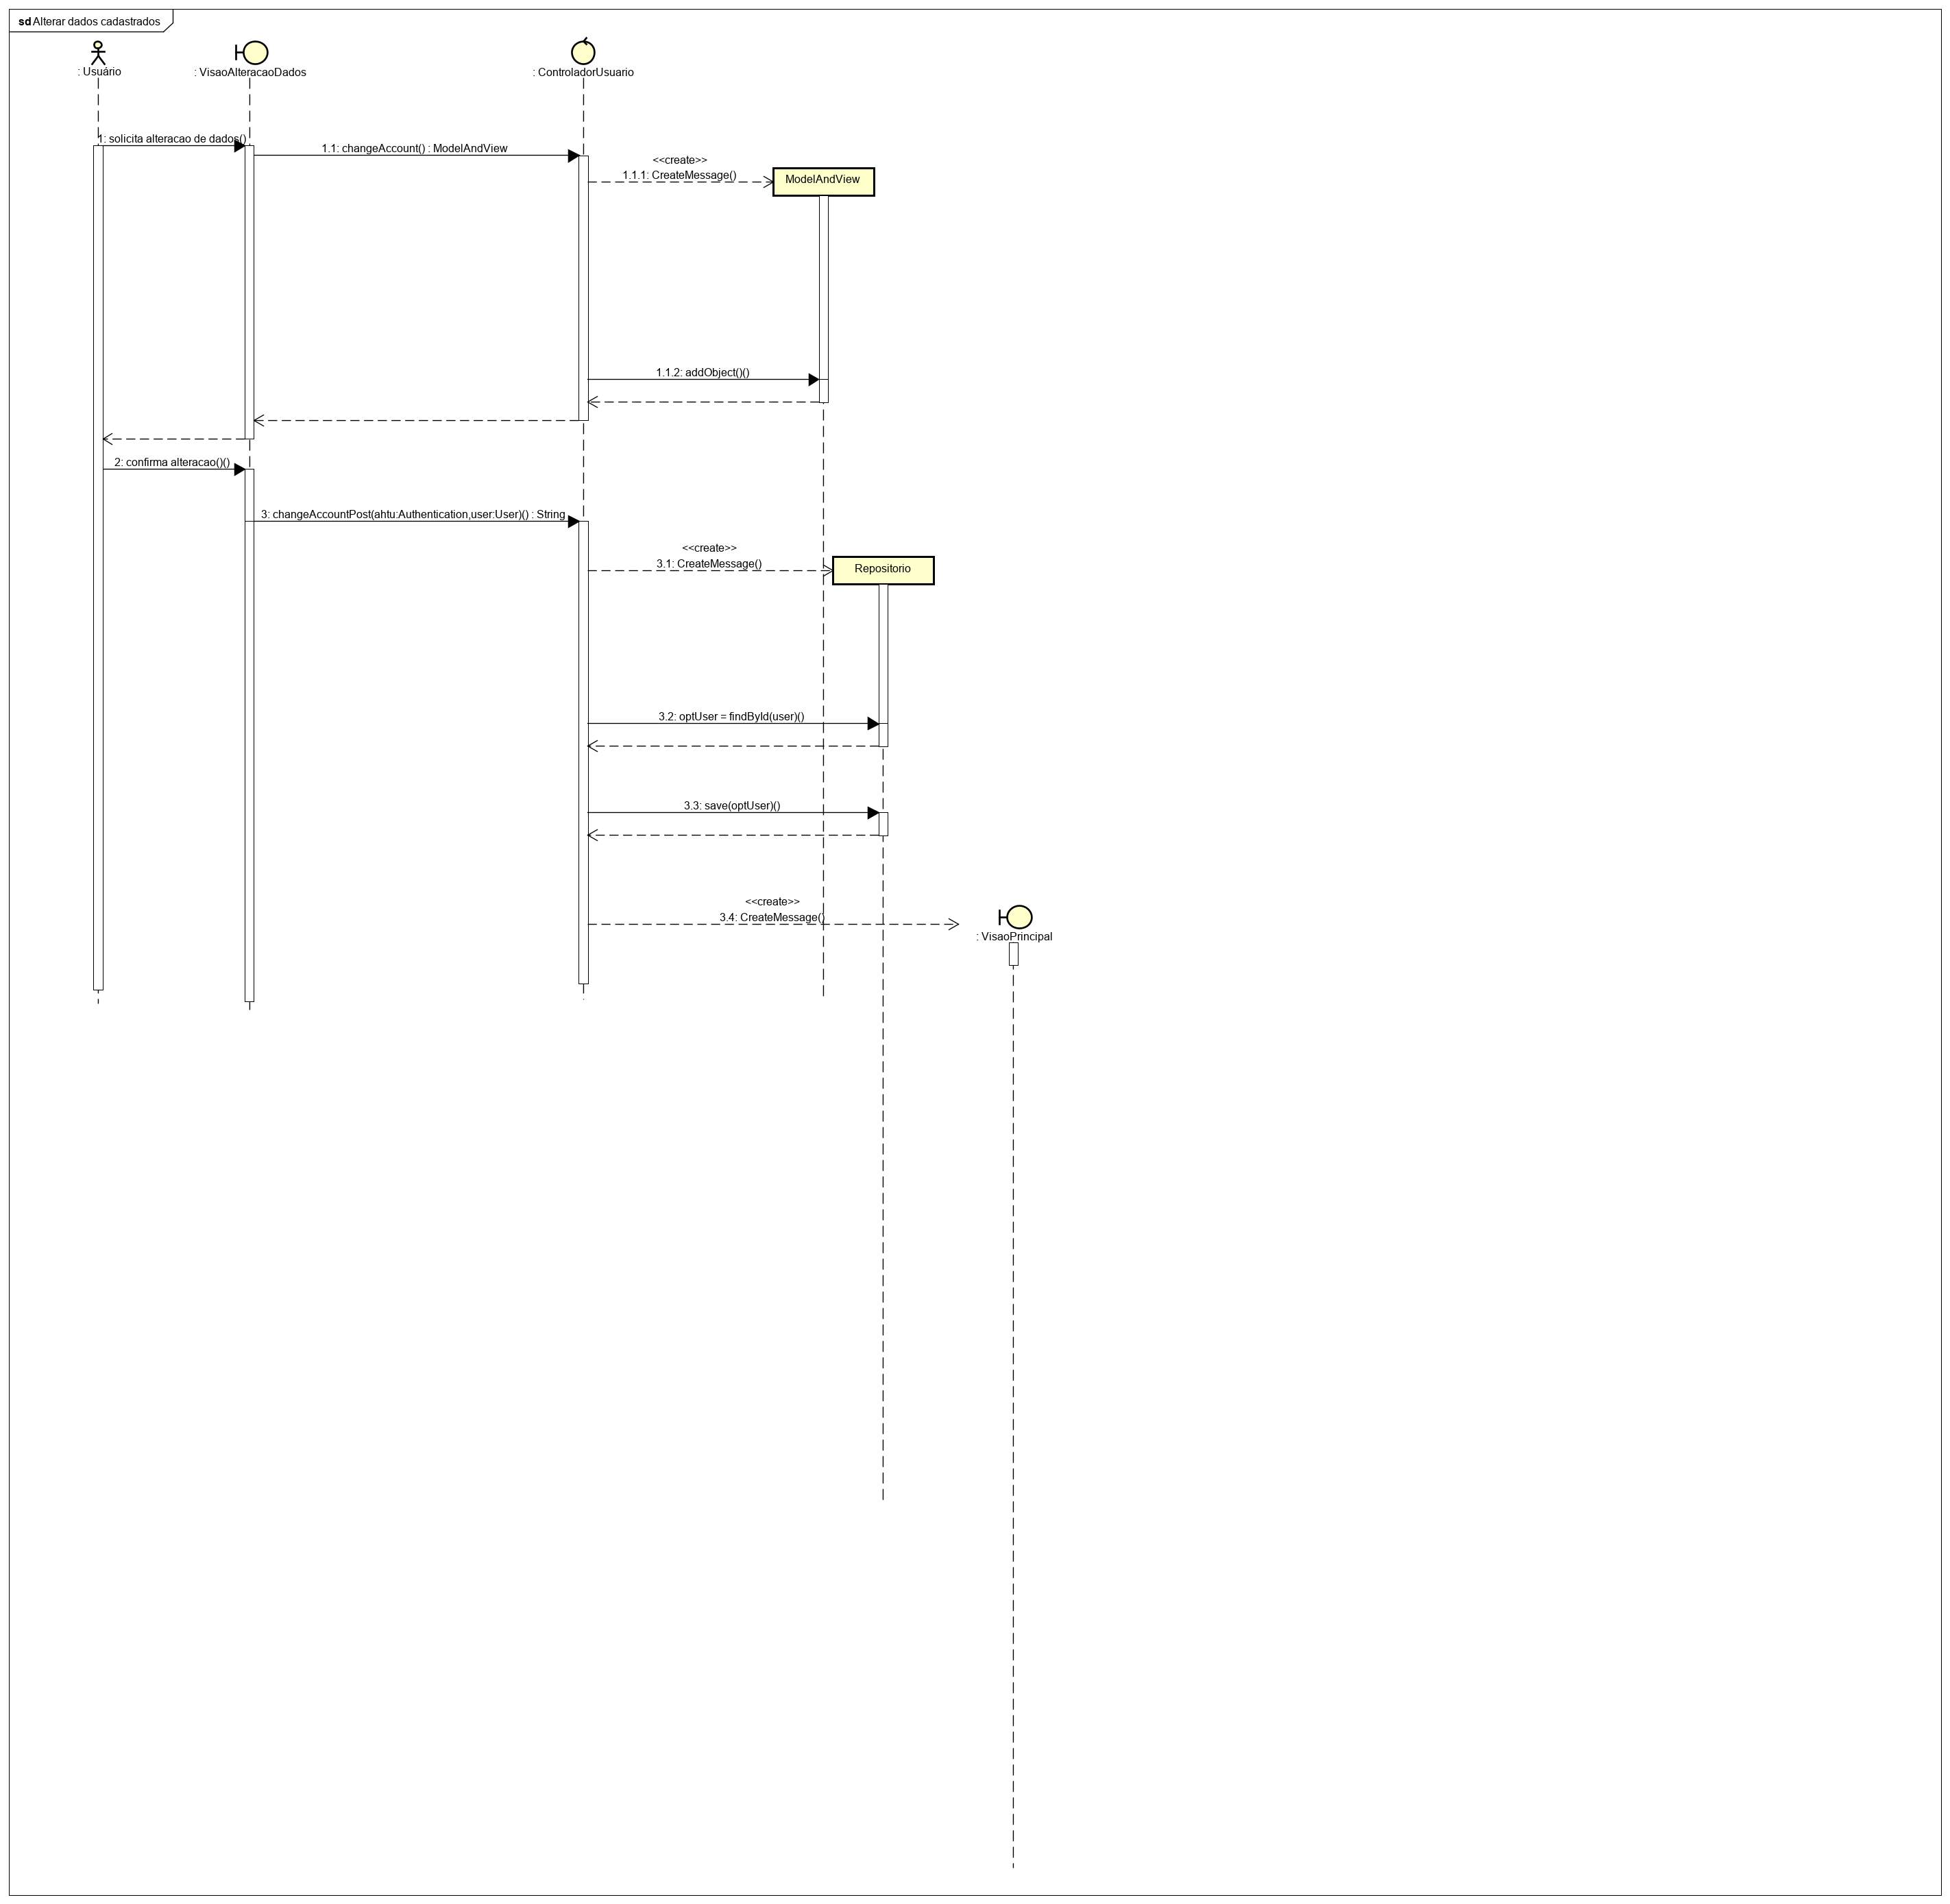 sd Alterar dados cadastrados
: Usuário
: VisaoAlteracaoDados
: ControladorUsuario
1: solicita alteracao de dados()
1.1: changeAccount() : ModelAndView
<<create>>
1.1.1: CreateMessage()
ModelAndView
1.1.2: addObject()()
2: confirma alteracao()()
3: changeAccountPost(ahtu:Authentication,user:User)() : String
<<create>>
3.1: CreateMessage()
Repositorio
3.2: optUser = findById(user)()
3.3: save(optUser)()
<<create>>
3.4: CreateMessage()
: VisaoPrincipal